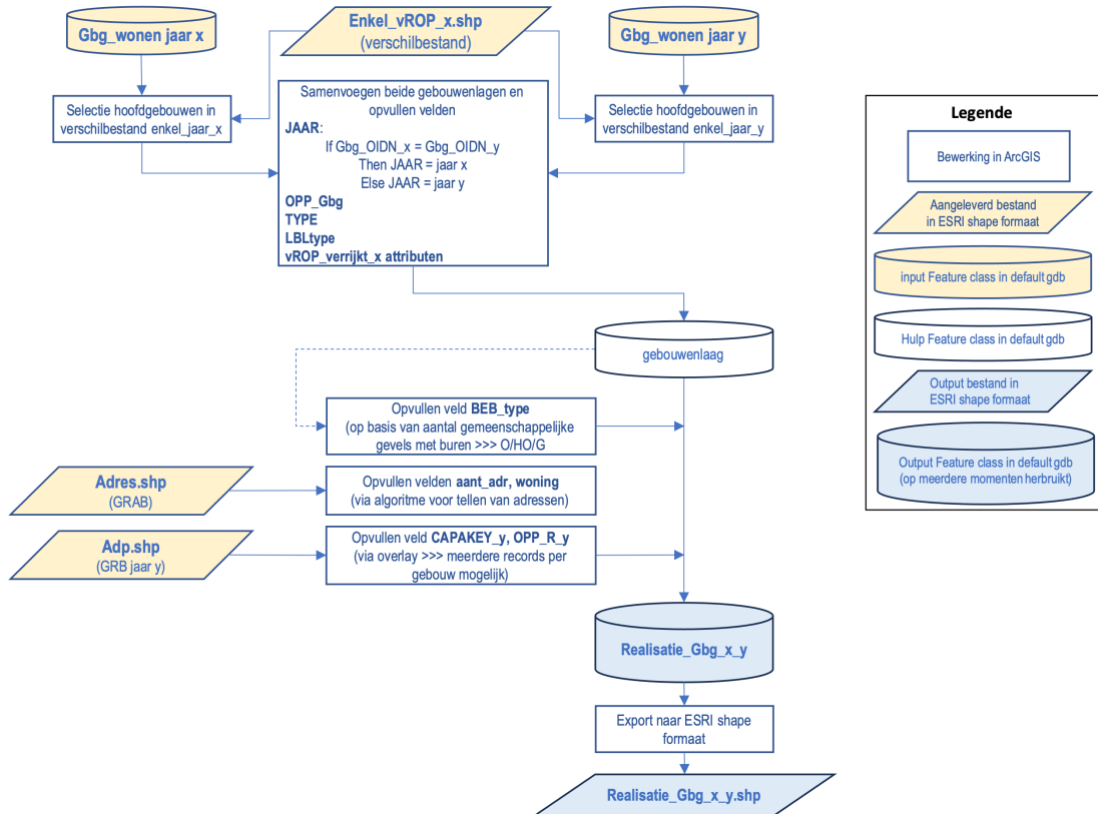 Gbg_wonen jaar x
Enkel_vROP_x.shp
(verschilbestand)
Gbg_wonen jaar y
Selectie hoofdgebouwen in
verschilbestand enkel_jaar_x
Samenvoegen beide gebouwenlagen en
opvullen velden
JAAR:
If Gbg_OIDN_x = Gbg_OIDN_y
Then JAAR = jaar x
Else JAAR = jaar y
OPP_Gbg
TYPE
LBLtype
vROP_verrijkt_x attributen
Selectie hoofdgebouwen in
verschilbestand enkel_jaar_y
gebouwenlaag
Opvullen veld BEB_type
(op basis van aantal gemeenschappelijke
gevels met buren >>> O/HO/G
Adres.shp
(GRAB)
Opvullen velden aant_adr, woning
(via algoritme voor tellen van adressen)
Adp.shp
(GRB jaar y)
Opvullen veld CAPAKEY_y, OPP_R_y
(via overlay >>> meerdere records per
gebouw mogelijk)
Realisatie_Gbg_x_y
Export naar ESRI shape
formaat
Realisatie_Gbg_x_y.shp
Legende
Bewerking in ArcGIS
Aangeleverd bestand
in ESRI shape formaat
input Feature class in default gdb
Hulp Feature class in default gdb
Output bestand in
ESRI shape formaat
Output Feature class in default gdb
(op meerdere momenten herbruikt)